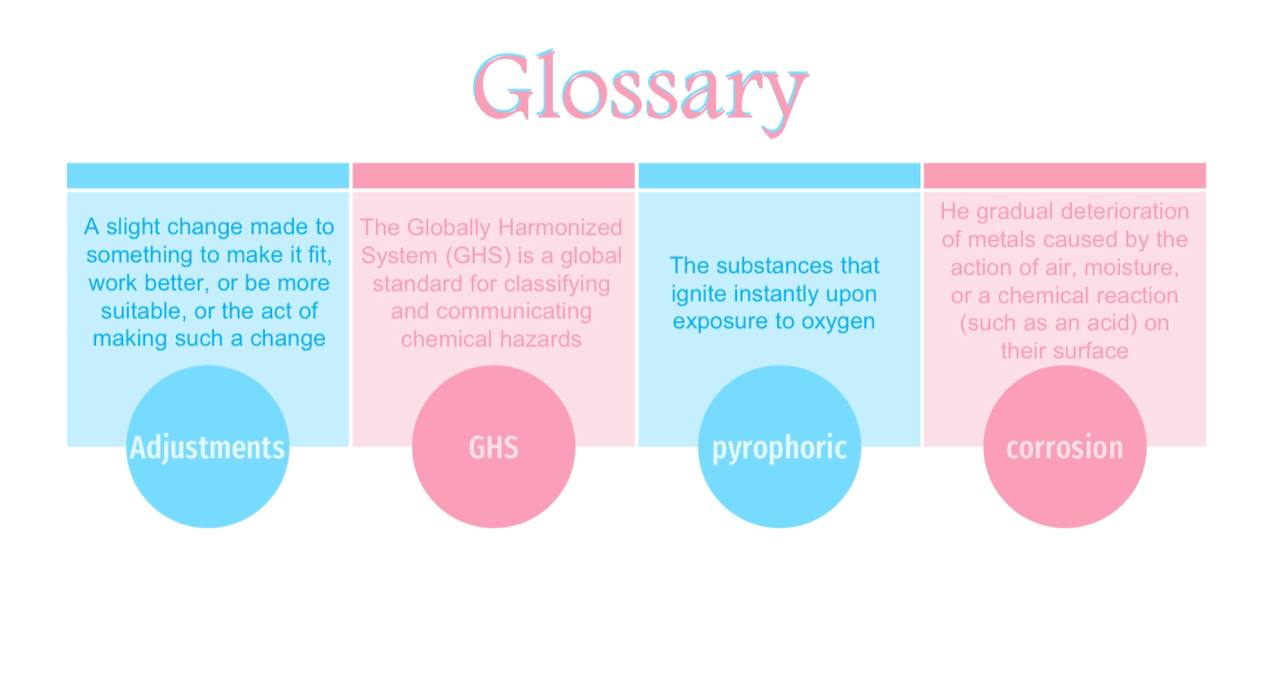 Glossary
A slight change made to
something to make it fit,
work better, or be more
suitable, or the act of
making such a change
Adjustments
The Globally Harmonized
System (GHS) is a global
standard for classifying
and communicating
chemical hazards
GHS
The substances that
ignite instantly upon
exposure to oxygen
pyrophoric
He gradual deterioration
of metals caused by the
action of air, moisture,
or a chemical reaction
(such as an acid) on
their surface
corrosion